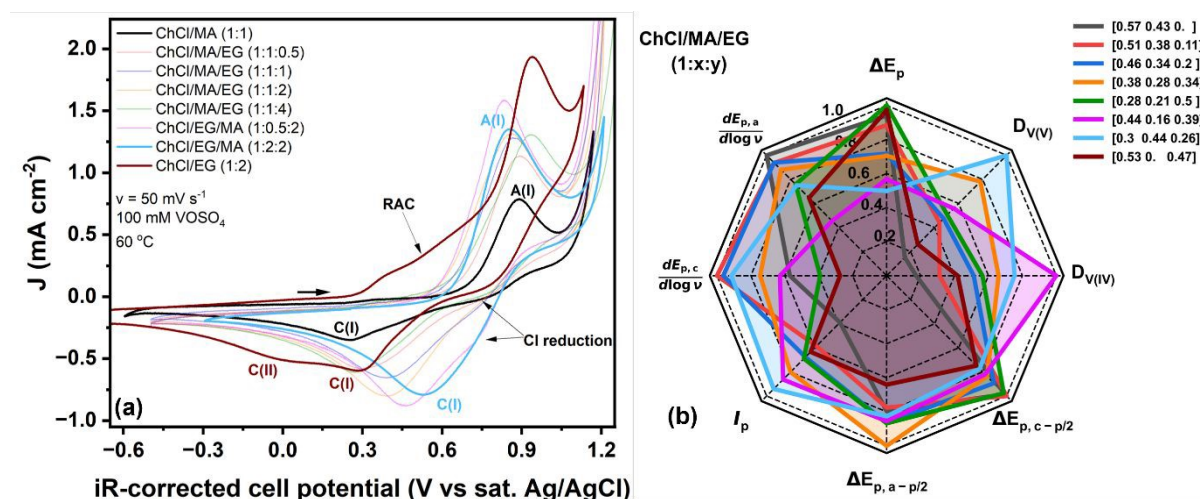 ChCl/MA (1:1)
ChCl/MA/EG (1:1:0.5)
ChCl/MA/EG (1:1:1)
ChCl/MA/EG (1:1:2)
ChCl/MA/EG (1:1:4)
ChCl/EG/MA (1:0.5:2)
ChCl/EG/MA (1:2:2)
ChCl/EG (1:2)
ν = 50 mV s⁻¹
100 mM VOSO₄
60 °C
RAC
A(I)
A(I)
C(I)
C(II)
C(I)
C(I)
Cl reduction
(a)
2.0
1.5
1.0
0.5
0.0
−0.5
−1.0
J (mA cm⁻²)
−0.6 −0.3 0.0 0.3 0.6 0.9 1.2
iR-corrected cell potential (V vs sat. Ag/AgCl)
ChCl/MA/EG
(1:x:y)
[0.57 0.43 0. ]
[0.51 0.38 0.11]
[0.46 0.34 0.2 ]
[0.38 0.28 0.34]
[0.28 0.21 0.5 ]
[0.44 0.16 0.39]
[0.3 0.44 0.26]
[0.53 0. 0.47]
ΔEₚ
D_V(V)
D_V(IV)
ΔE_p,c−p/2
ΔE_p,a−p/2
Iₚ
dE_p,c
dlog ν
dE_p,a
dlog ν
1.0
0.8
0.6
0.4
0.2
(b)